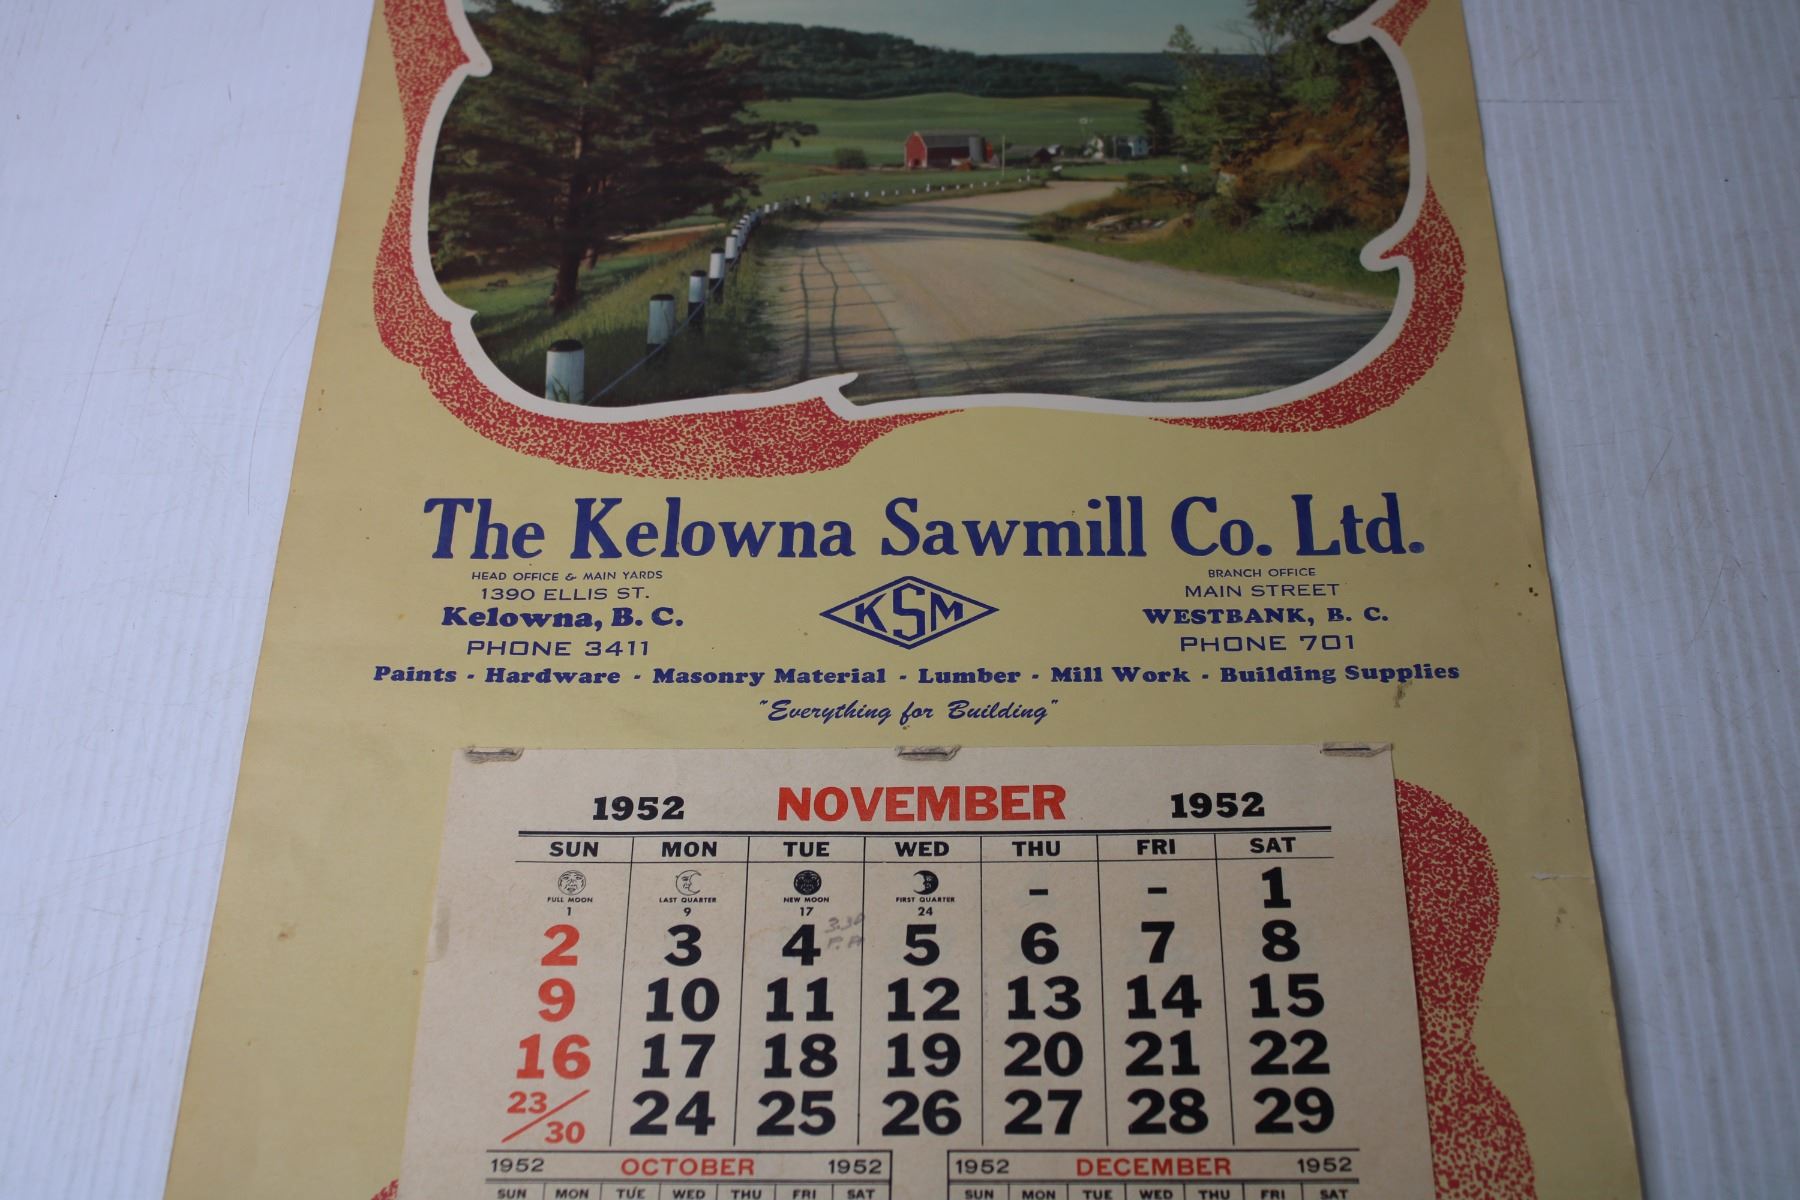 The Kelowna Sawmill Co. Ltd.
HEAD OFFICE & MAIN YARDS
1390 ELLIS ST.
Kelowna, B. C.
PHONE 3411
KSM
BRANCH OFFICE
MAIN STREET
WESTBANK, B. C.
PHONE 701
Paints - Hardware - Masonry Material - Lumber - Mill Work - Building Supplies
"Everything for Building"
1952 NOVEMBER 1952
SUN MON TUE WED THU FRI SAT
FULL MOON 1 LAST QUARTER 9 NEW MOON 17 FIRST QUARTER 24 - - 1
2 3 4 3.30 5 6 7 8
9 10 11 12 13 14 15
16 17 18 19 20 21 22
23/30 24 25 26 27 28 29
1952 OCTOBER 1952
SUN MON TUE WED THU FRI SAT
1952 DECEMBER 1952
SUN MON TUE WED THU FRI SAT